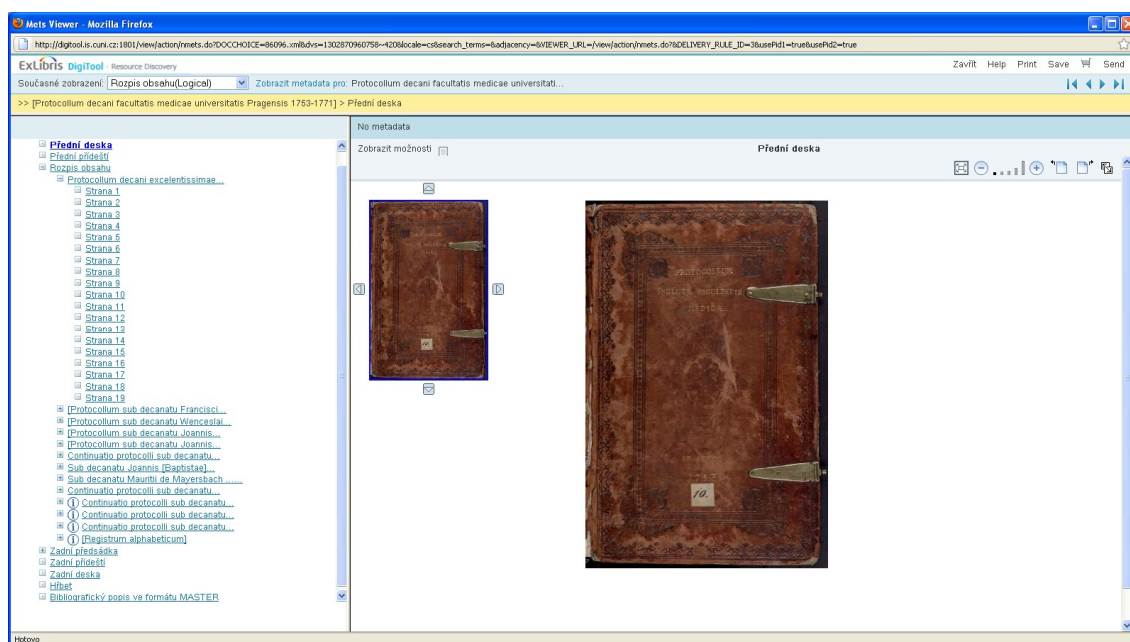 Mets Viewer - Mozilla Firefox
http://digitool.is.cuni.cz:1801/view/action/nmets.do?DOCCHOICE=86096.xml&dvs=1302870960758~420&locale=cs&search_terms=&adjacency=&VIEWER_URL=/view/action/nmets.do?&DELIVERY_RULE_ID=3&usePid1=true&usePid2=true
ExLibris DigiTool - Resource Discovery
Zavřít Help Print Save Send
Současné zobrazení: Rozpis obsahu(Logical) Zobrazit metadata pro: Protocollum decani facultatis medicae universitati...
>> [Protocollum decani facultatis medicae universitatis Pragensis 1753-1771] > Přední deska
Přední deska
Přední přídeští
Rozpis obsahu
Protocollum decani excelentissimae...
Strana 1
Strana 2
Strana 3
Strana 4
Strana 5
Strana 6
Strana 7
Strana 8
Strana 9
Strana 10
Strana 11
Strana 12
Strana 13
Strana 14
Strana 15
Strana 16
Strana 17
Strana 18
Strana 19
[Protocollum sub decanatu Francisci...
[Protocollum sub decanatu Wenceslai...
[Protocollum sub decanatu Joannis...
[Protocollum sub decanatu Joannis...
Continuatio protocolli sub decanatu...
Sub decanatu Joannis [Baptistae]...
Sub decanatu Mauritii de Mayersbach ......
Continuatio protocolli sub decanatu...
Continuatio protocolli sub decanatu...
Continuatio protocolli sub decanatu...
Continuatio protocolli sub decanatu...
[Registrum alphabeticum]
Zadní předsádka
Zadní přídeští
Zadní deska
Hřbet
Bibliografický popis ve formátu MASTER
No metadata
Zobrazit možnosti
Přední deska
PROTOCOLLUM
INCLYTÆ FACULTATIS
MEDICÆ.
10.
Hotovo